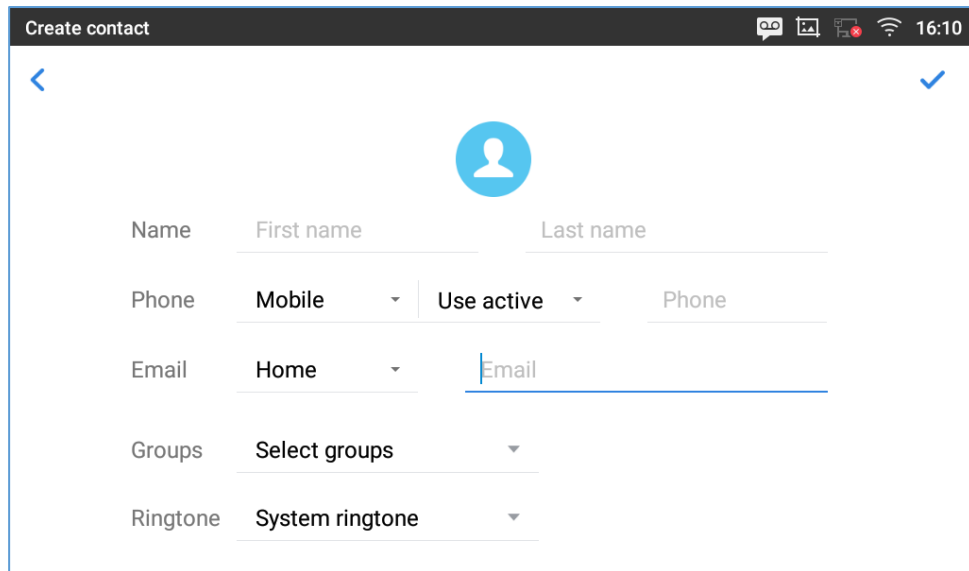 Create contact 16:10
Name First name Last name
Phone Mobile Use active Phone
Email Home Email
Groups Select groups
Ringtone System ringtone